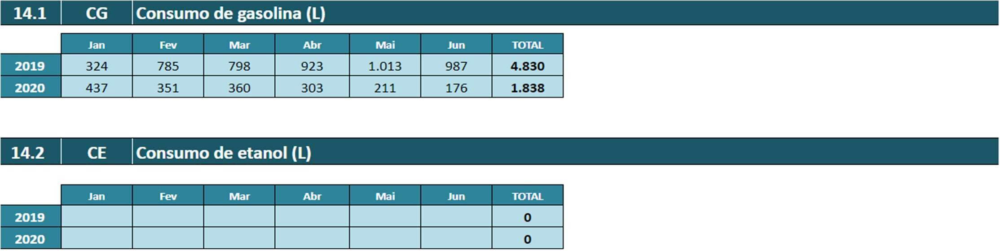 14.1 CG Consumo de gasolina (L)
Jan Fev Mar Abr Mai Jun TOTAL
2019 324 785 798 923 1.013 987 4.830
2020 437 351 360 303 211 176 1.838
14.2 CE Consumo de etanol (L)
Jan Fev Mar Abr Mai Jun TOTAL
2019 0
2020 0